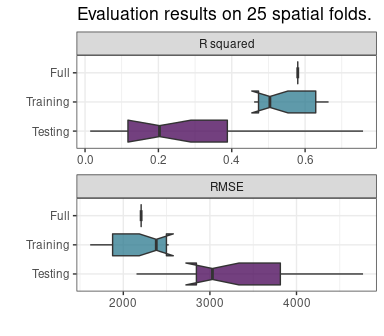 Evaluation results on 25 spatial folds.
R squared
Full
Training
Testing
0.0 0.2 0.4 0.6
RMSE
Full
Training
Testing
2000 3000 4000